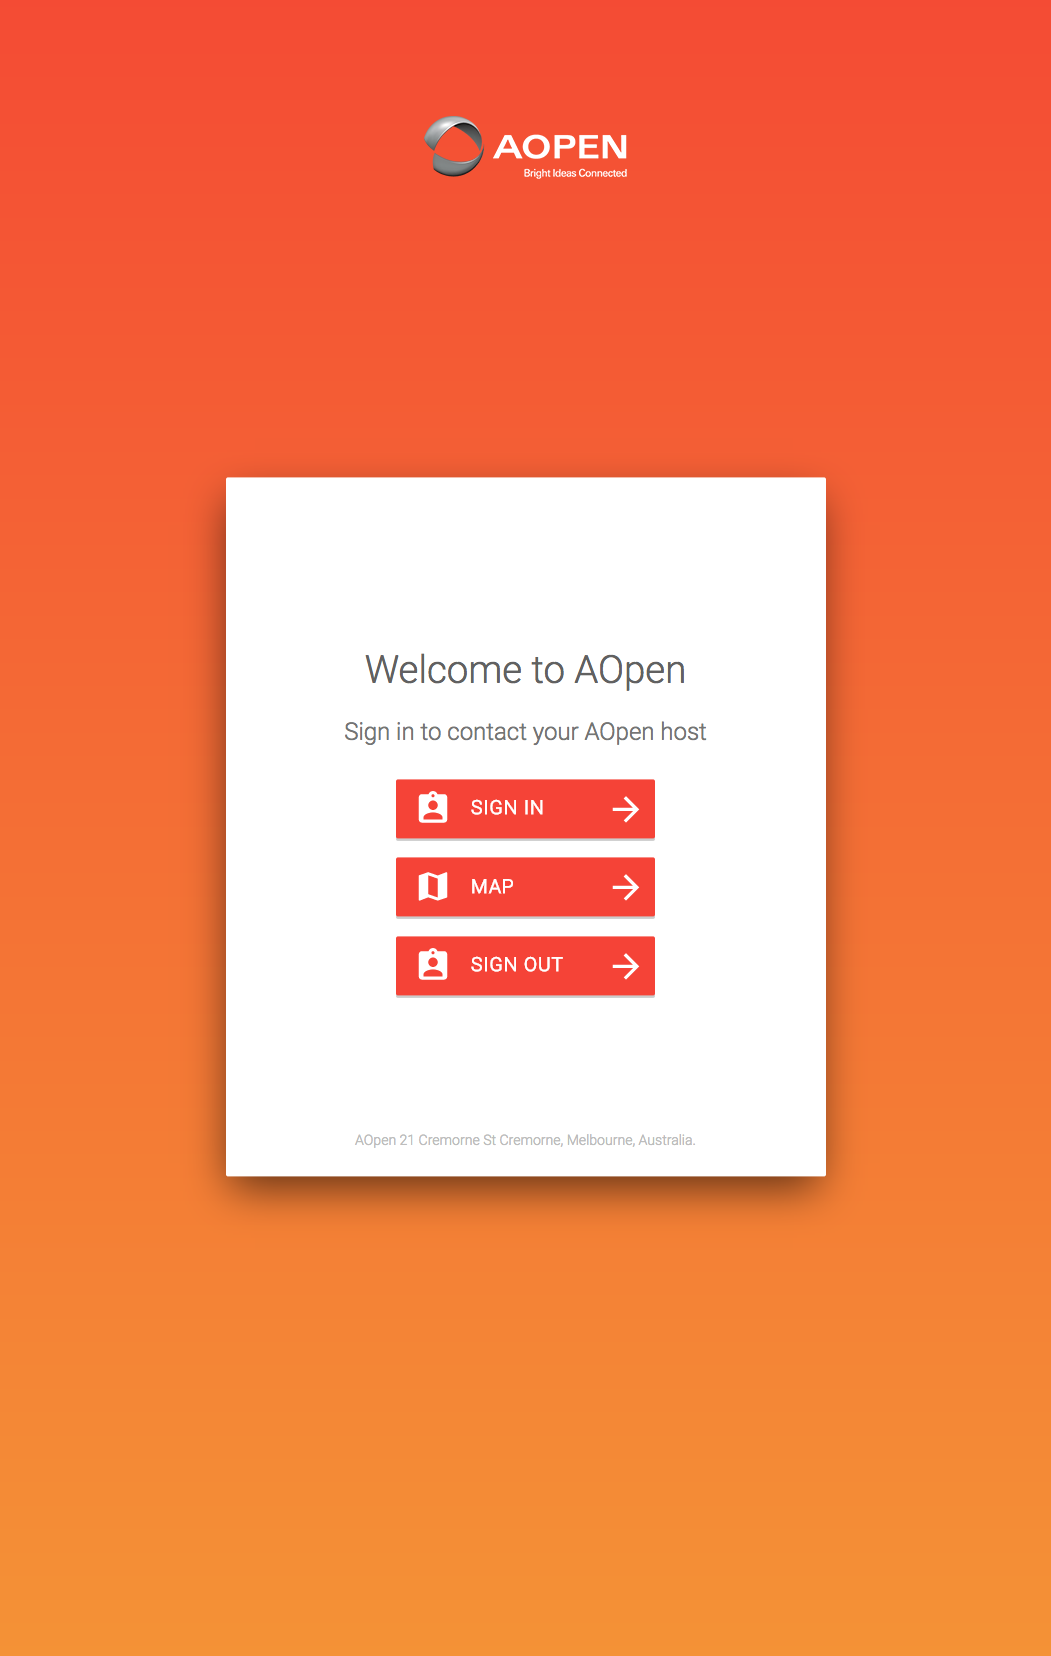 AOPEN
Bright Ideas Connected
Welcome to AOpen
Sign in to contact your AOpen host
SIGN IN
MAP
SIGN OUT
AOpen 21 Cremorne St Cremorne, Melbourne, Australia.